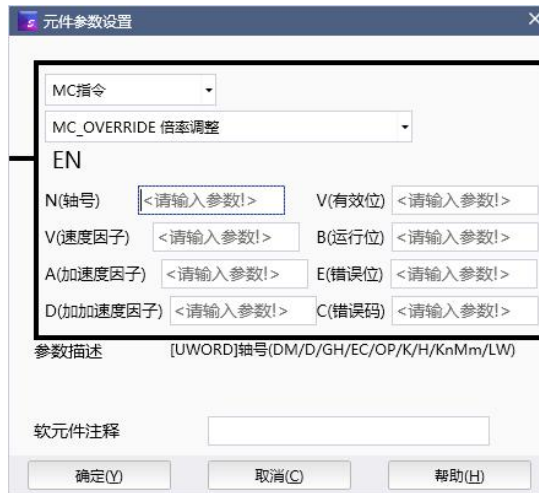 元件参数设置
MC指令
MC_OVERRIDE 倍率调整
EN
N(轴号) <请输入参数!> V(有效位) <请输入参数!>
V(速度因子) <请输入参数!> B(运行位) <请输入参数!>
A(加速度因子) <请输入参数!> E(错误位) <请输入参数!>
D(加加速度因子) <请输入参数!> C(错误码) <请输入参数!>
参数描述 [UWORD]轴号(DM/D/GH/EC/OP/K/H/KnMm/LW)
软元件注释
确定(Y) 取消(C) 帮助(H)